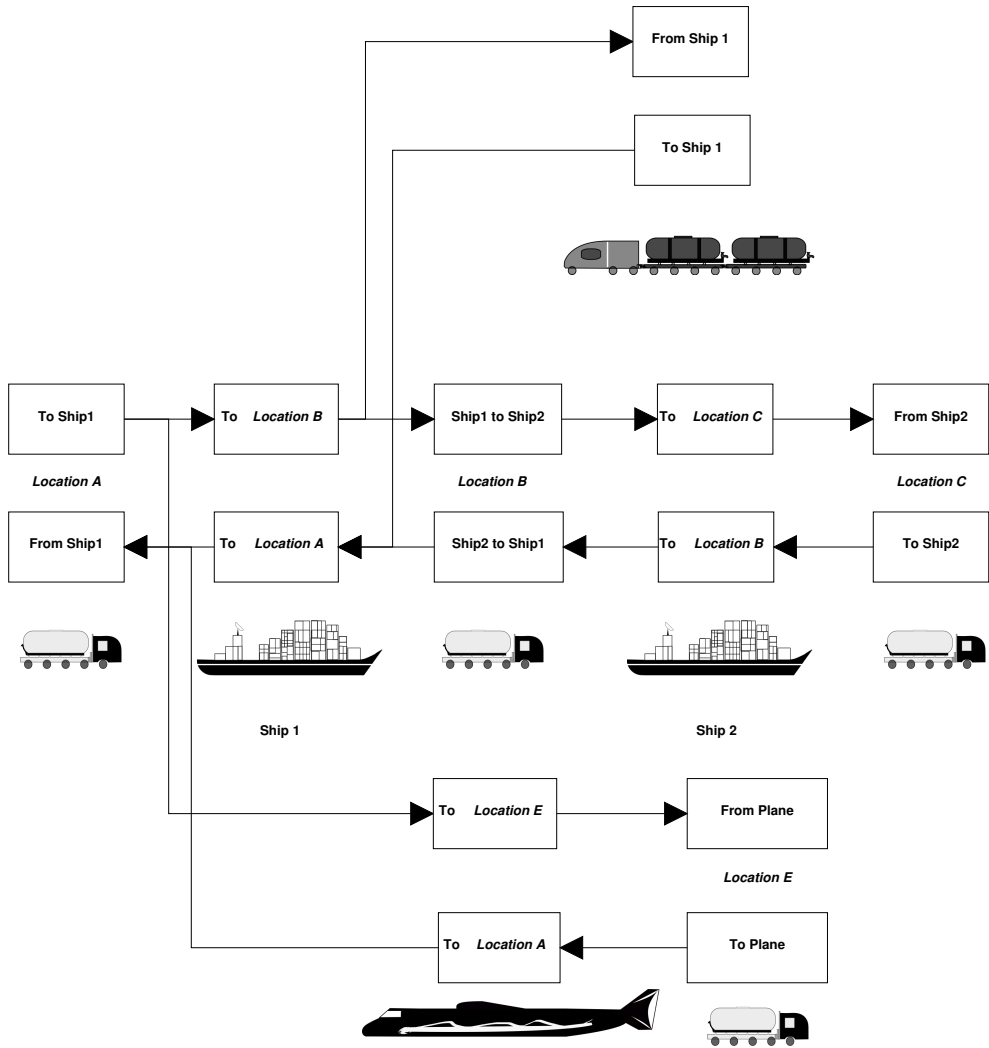 From Ship 1
To Ship 1
To Ship1
To Location B
Ship1 to Ship2
To Location C
From Ship2
Location A
Location B
Location C
From Ship1
To Location A
Ship2 to Ship1
To Location B
To Ship2
Ship 1
Ship 2
To Location E
From Plane
Location E
To Location A
To Plane